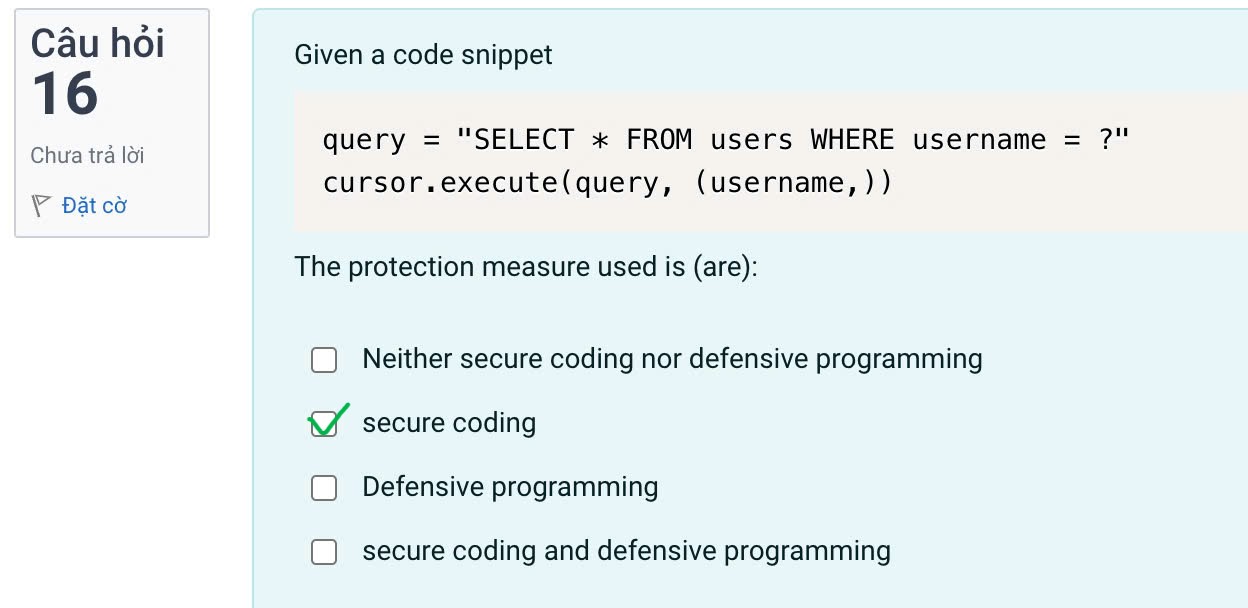 Câu hỏi
16
Chưa trả lời
Đặt cờ
Given a code snippet
query = "SELECT * FROM users WHERE username = ?"
cursor.execute(query, (username,))
The protection measure used is (are):
Neither secure coding nor defensive programming
secure coding
Defensive programming
secure coding and defensive programming